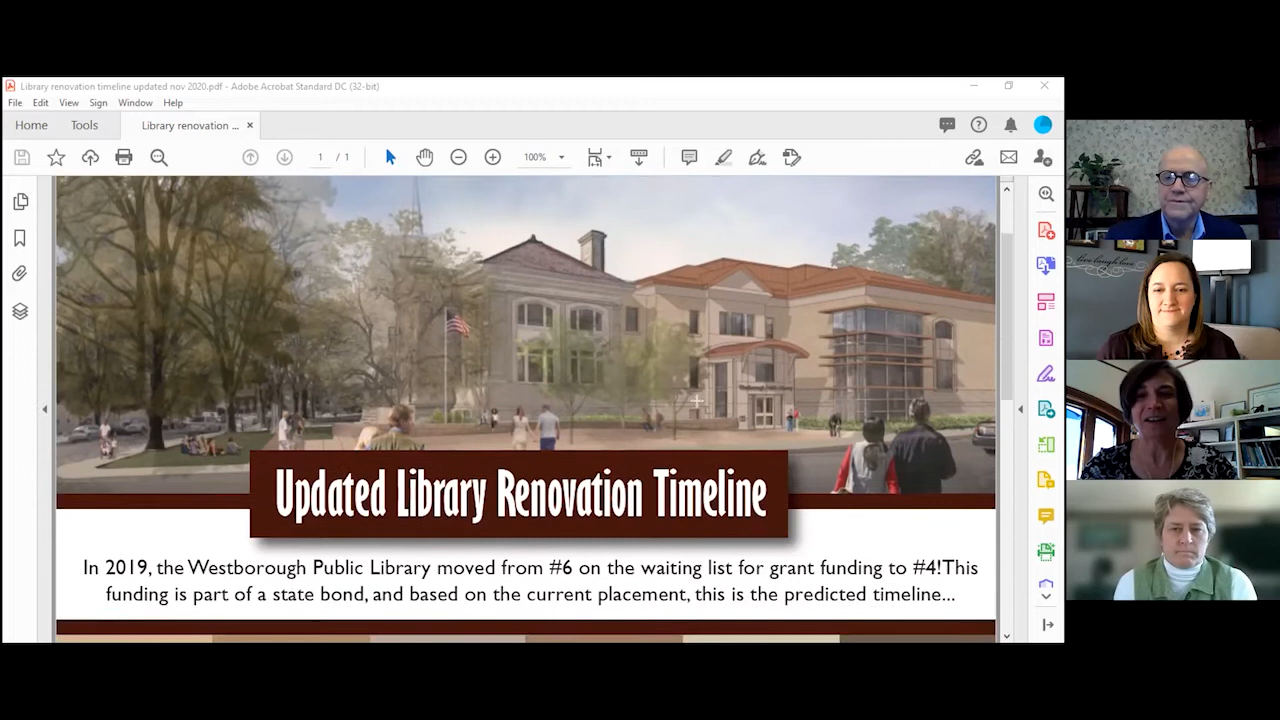 Library renovation timeline updated nov 2020.pdf - Adobe Acrobat Standard DC (32-bit)
File Edit View Sign Window Help
Home Tools Library renovation ... ×
1 / 1 100%
live laugh love
Updated Library Renovation Timeline
In 2019, the Westborough Public Library moved from #6 on the waiting list for grant funding to #4!This
funding is part of a state bond, and based on the current placement, this is the predicted timeline...